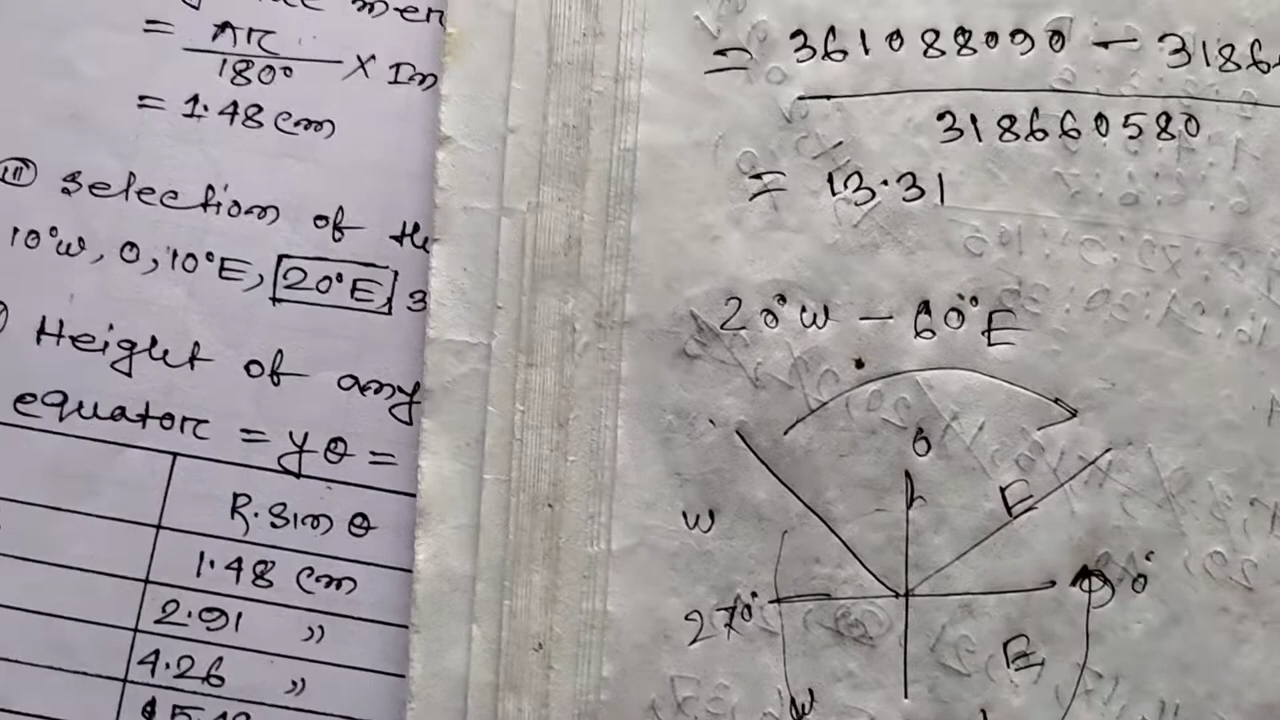 = πR / 180° × In
= 1.48 cm
(III) Selection of the
10°W, 0, 10°E, 20°E, 3
Height of any
equator = yθ =
R. Sin θ
1.48 cm
2.91 "
4.26 "
= 361088090 - 3186
318660580
= 13.31
20°W - 60°E
0
E
W
270°
E
W